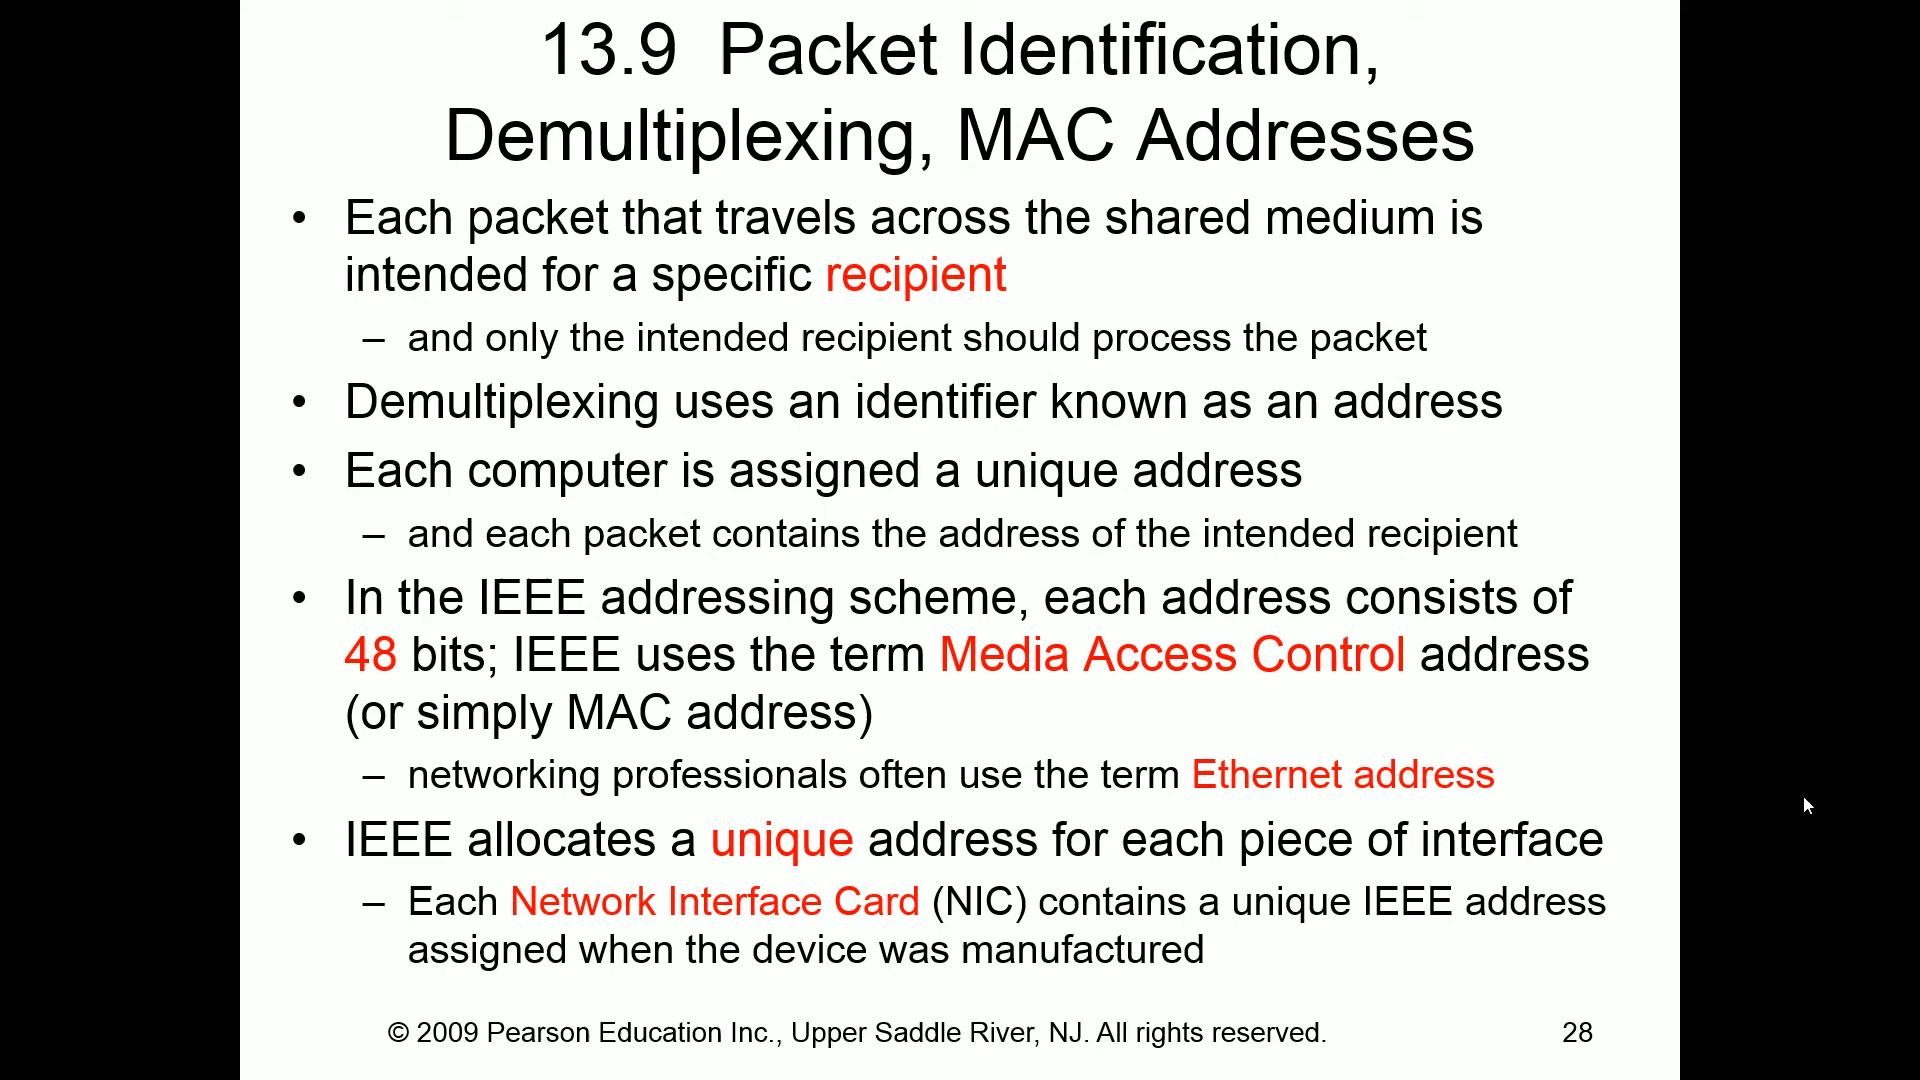 13.9 Packet Identification,
Demultiplexing, MAC Addresses
• Each packet that travels across the shared medium is
intended for a specific recipient
– and only the intended recipient should process the packet
• Demultiplexing uses an identifier known as an address
• Each computer is assigned a unique address
– and each packet contains the address of the intended recipient
• In the IEEE addressing scheme, each address consists of
48 bits; IEEE uses the term Media Access Control address
(or simply MAC address)
– networking professionals often use the term Ethernet address
• IEEE allocates a unique address for each piece of interface
– Each Network Interface Card (NIC) contains a unique IEEE address
assigned when the device was manufactured
© 2009 Pearson Education Inc., Upper Saddle River, NJ. All rights reserved. 28